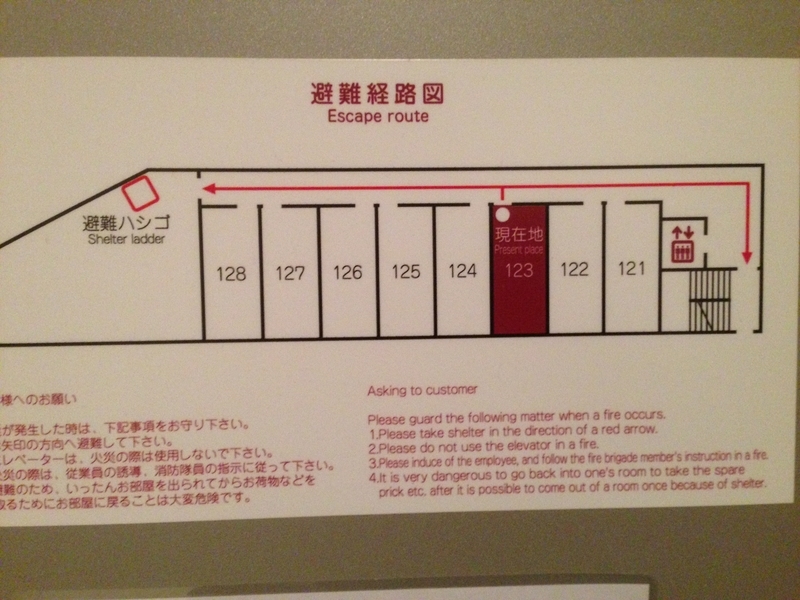 避難経路図
Escape route
避難ハシゴ
Shelter ladder
現在地
Present place
128
127
126
125
124
123
122
121
様へのお願い
が発生した時は、下記事項をお守り下さい。
矢印の方向へ避難して下さい。
レベーターは、火災の際は使用しないで下さい。
火災の際は、従業員の誘導、消防隊員の指示に従って下さい。
避難のため、いったんお部屋を出られてからお荷物などを
取るためにお部屋に戻ることは大変危険です。
Asking to customer
Please guard the following matter when a fire occurs.
1.Please take shelter in the direction of a red arrow.
2.Please do not use the elevator in a fire.
3.Please induce of the employee, and follow the fire brigade member's instruction in a fire.
4.It is very dangerous to go back into one's room to take the spare
prick etc. after it is possible to come out of a room once because of shelter.